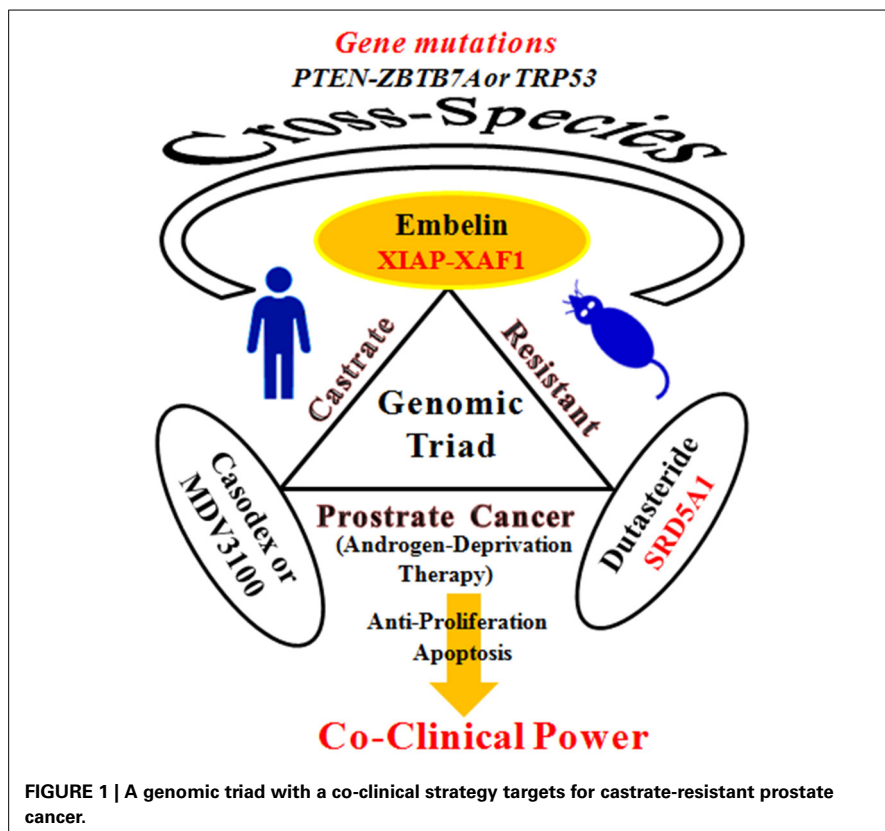 Gene mutations
PTEN-ZBTB7A or TRP53
Cross-Species
Embelin
XIAP-XAF1
Castrate
Resistant
Genomic
Triad
Casodex or
MDV3100
Dutasteride
SRD5A1
Prostrate Cancer
(Androgen-Deprivation
Therapy)
Anti-Proliferation
Apoptosis
Co-Clinical Power
FIGURE 1 | A genomic triad with a co-clinical strategy targets for castrate-resistant prostate
cancer.